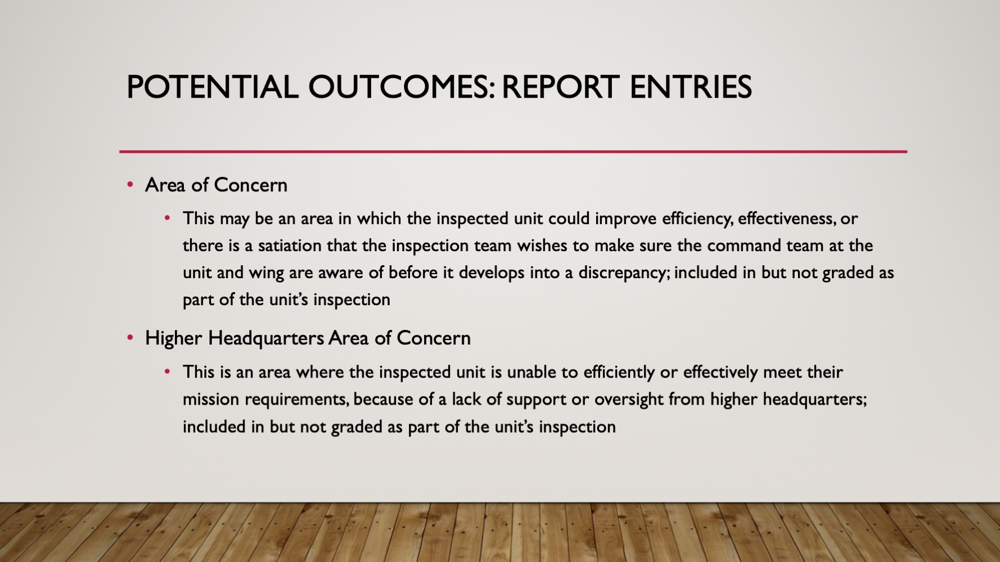 POTENTIAL OUTCOMES: REPORT ENTRIES
• Area of Concern
• This may be an area in which the inspected unit could improve efficiency, effectiveness, or
there is a satiation that the inspection team wishes to make sure the command team at the
unit and wing are aware of before it develops into a discrepancy; included in but not graded as
part of the unit’s inspection
• Higher Headquarters Area of Concern
• This is an area where the inspected unit is unable to efficiently or effectively meet their
mission requirements, because of a lack of support or oversight from higher headquarters;
included in but not graded as part of the unit’s inspection